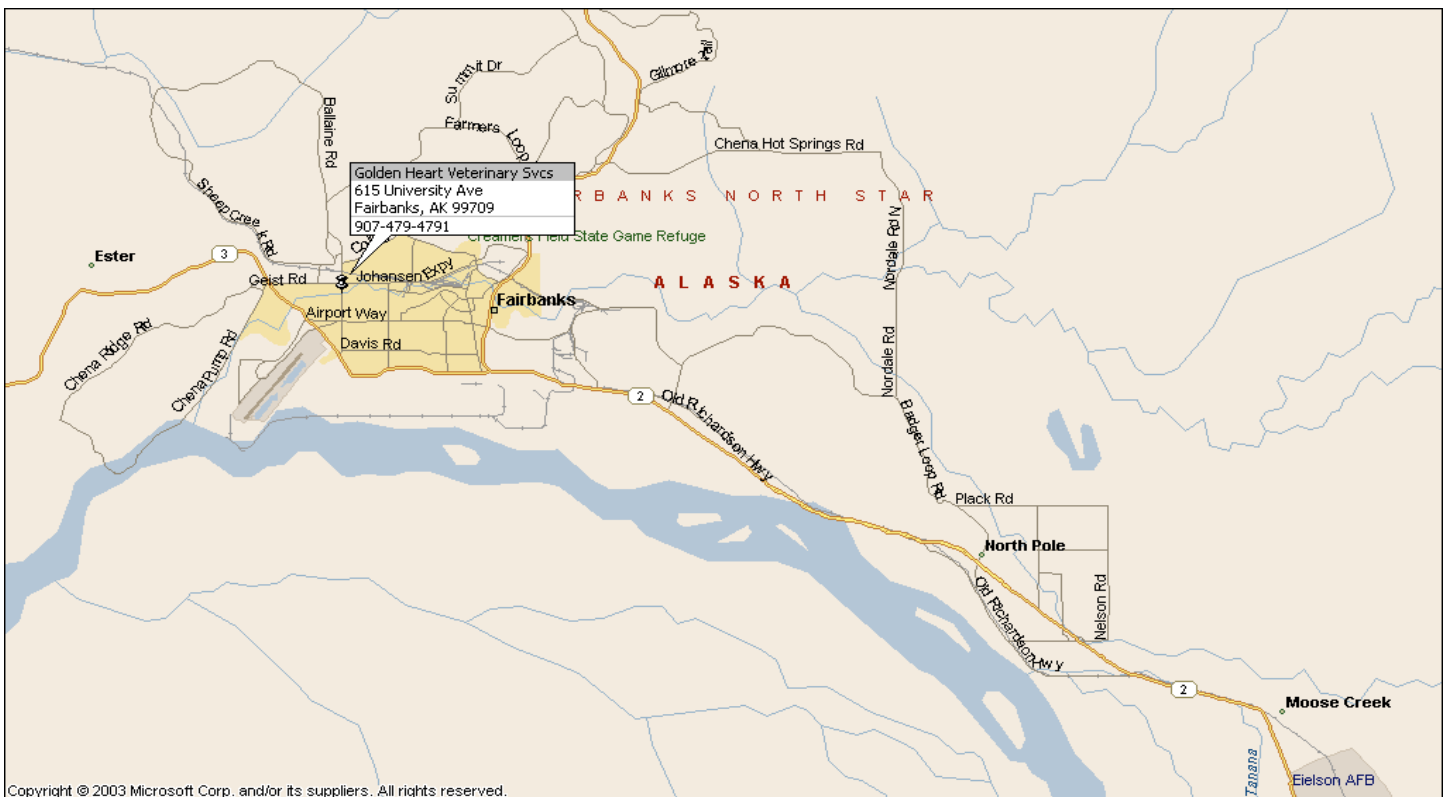 Gilmore Trail
Summit Dr
Ballaine Rd
Farmers Loop
Chena Hot Springs Rd
Golden Heart Veterinary Svcs
615 University Ave
Fairbanks, AK 99709
907-479-4791
RBANKS NORTH STAR
Sheep Creek Rd
N Nordale Rd
Creamers Field State Game Refuge
Ester
3
Geist Rd
Johansen Expy
ALASKA
Fairbanks
Airport Way
Davis Rd
Chena Ridge Rd
Chena Pump Rd
Nordale Rd
2
Old Richardson Hwy
Badger Loop Rd
Plack Rd
North Pole
Old Richardson Hwy
Nelson Rd
2
Moose Creek
Tanana
Eielson AFB
Copyright © 2003 Microsoft Corp. and/or its suppliers. All rights reserved.